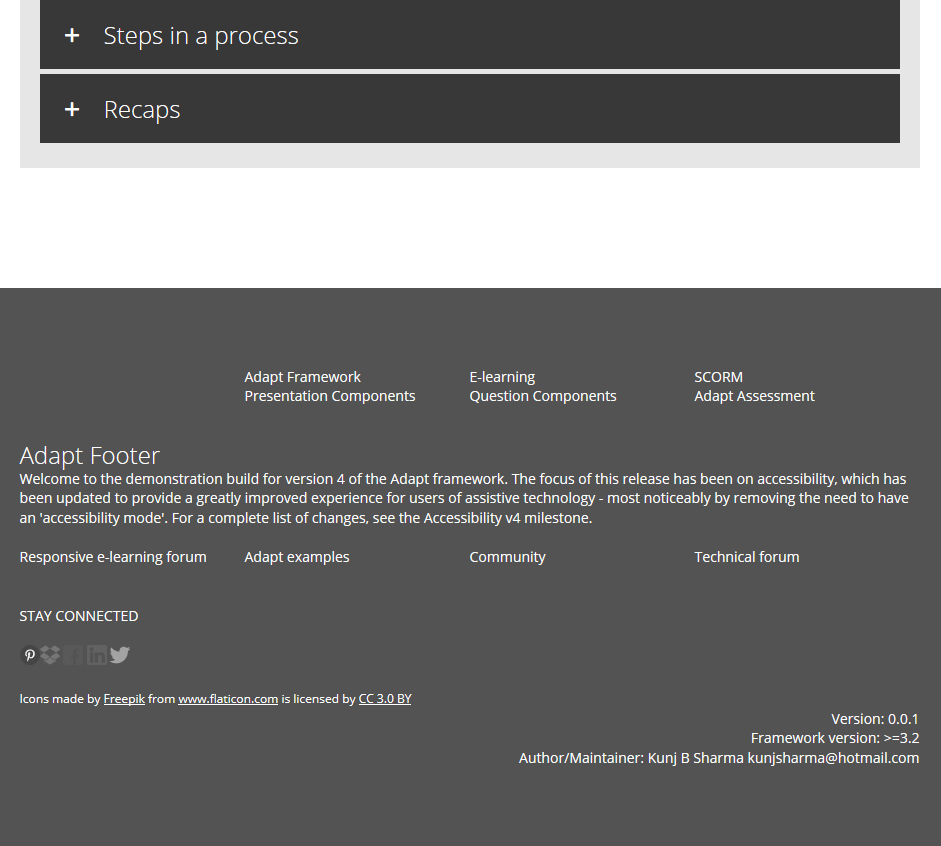 + Steps in a process
+ Recaps
Adapt Framework E-learning SCORM
Presentation Components Question Components Adapt Assessment
Adapt Footer
Welcome to the demonstration build for version 4 of the Adapt framework. The focus of this release has been on accessibility, which has
been updated to provide a greatly improved experience for users of assistive technology - most noticeably by removing the need to have
an 'accessibility mode'. For a complete list of changes, see the Accessibility v4 milestone.
Responsive e-learning forum Adapt examples Community Technical forum
STAY CONNECTED
Icons made by Freepik from www.flaticon.com is licensed by CC 3.0 BY
Version: 0.0.1
Framework version: >=3.2
Author/Maintainer: Kunj B Sharma kunjsharma@hotmail.com